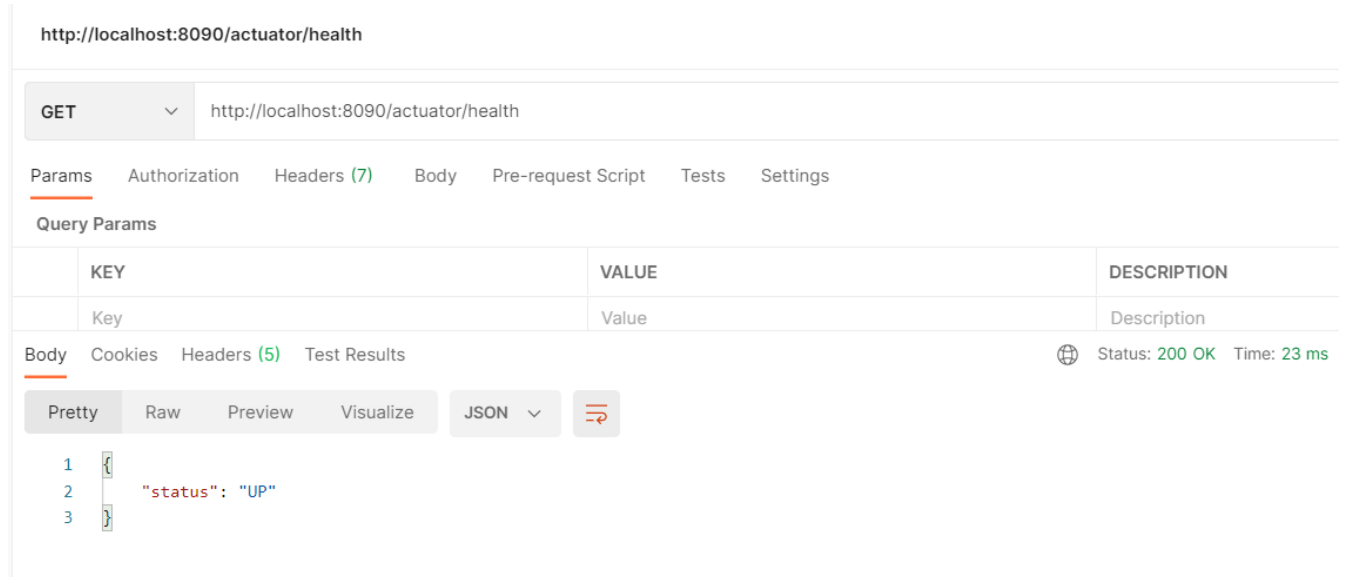 http://localhost:8090/actuator/health
GET http://localhost:8090/actuator/health
Params Authorization Headers (7) Body Pre-request Script Tests Settings
Query Params
KEY VALUE DESCRIPTION
Key Value Description
Body Cookies Headers (5) Test Results Status: 200 OK Time: 23 ms
Pretty Raw Preview Visualize JSON
1 {
2 "status": "UP"
3 }